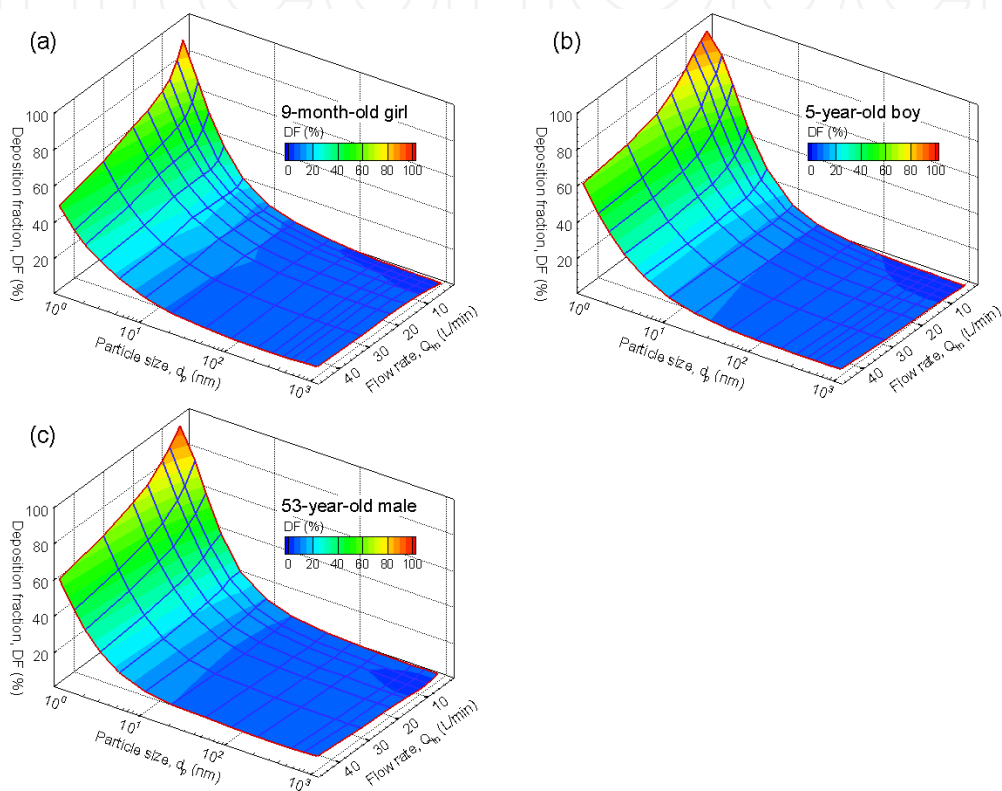 (a)
9-month-old girl
DF (%)
0 20 40 60 80 100
Deposition fraction, DF (%)
100
80
60
40
20
10⁰
10¹
10²
10³
Particle size, dₚ (nm)
40
30
20
10
Flow rate, Qᵢₙ (L/min)
(b)
5-year-old boy
DF (%)
0 20 40 60 80 100
Deposition fraction, DF (%)
100
80
60
40
20
10⁰
10¹
10²
10³
Particle size, dₚ (nm)
40
30
20
10
Flow rate, Qᵢₙ (L/min)
(c)
53-year-old male
DF (%)
0 20 40 60 80 100
Deposition fraction, DF (%)
100
80
60
40
20
10⁰
10¹
10²
10³
Particle size, dₚ (nm)
40
30
20
10
Flow rate, Qᵢₙ (L/min)